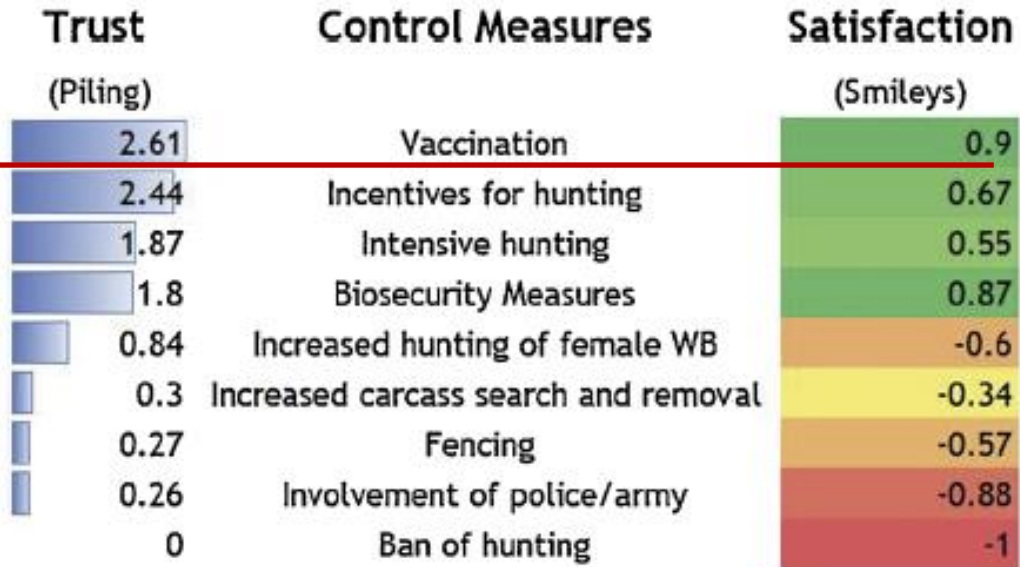 Trust Control Measures Satisfaction
(Piling) (Smileys)
2.61 Vaccination 0.9
2.44 Incentives for hunting 0.67
1.87 Intensive hunting 0.55
1.8 Biosecurity Measures 0.87
0.84 Increased hunting of female WB -0.6
0.3 Increased carcass search and removal -0.34
0.27 Fencing -0.57
0.26 Involvement of police/army -0.88
0 Ban of hunting -1